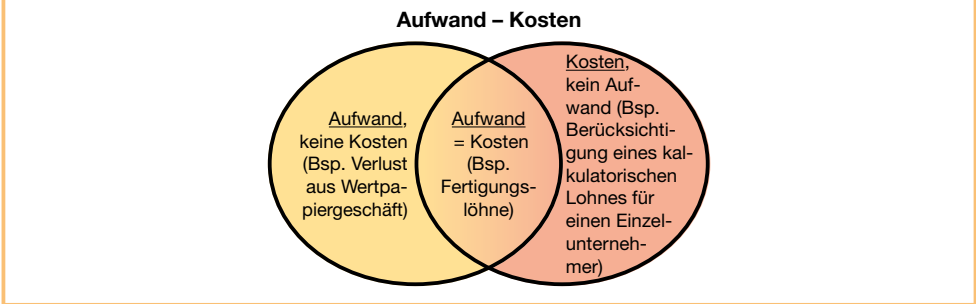 Aufwand – Kosten
Aufwand,
keine Kosten
(Bsp. Verlust
aus Wertpa-
piergeschäft)
Aufwand
= Kosten
(Bsp.
Fertigungs-
löhne)
Kosten,
kein Auf-
wand (Bsp.
Berücksichti-
gung eines kal-
kulatorischen
Lohnes für
einen Einzel-
unterneh-
mer)